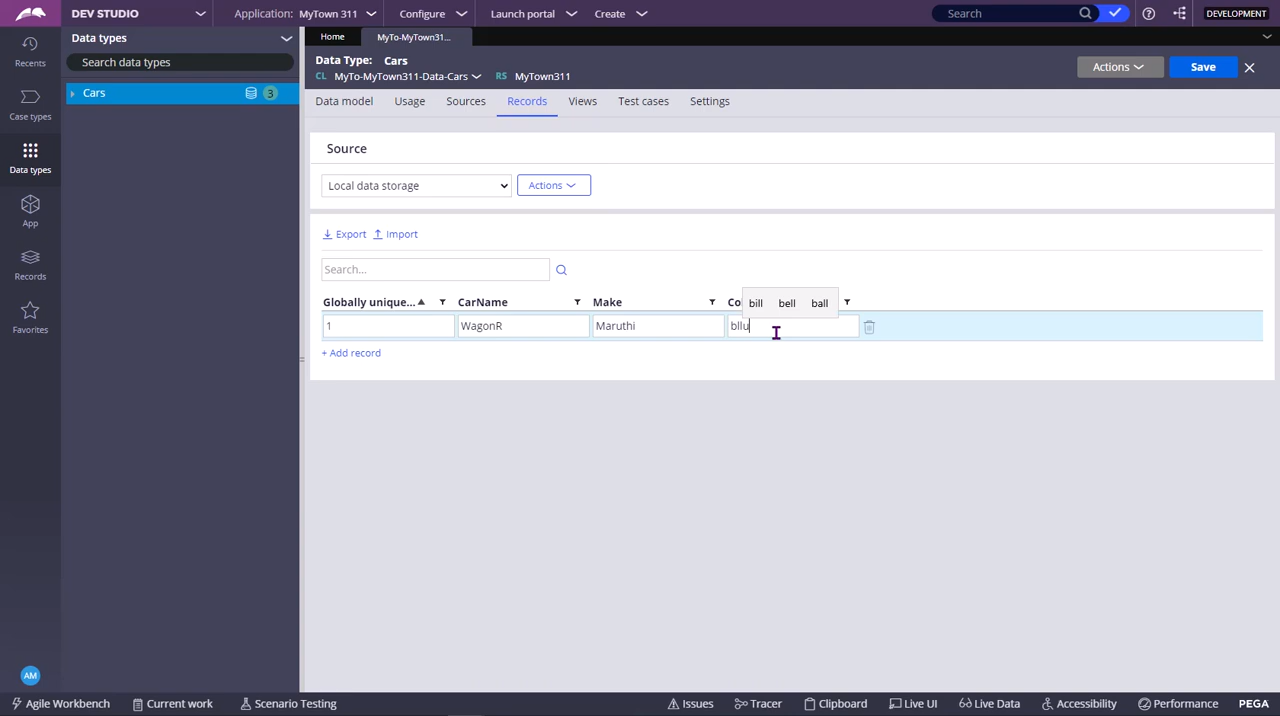 DEV STUDIO
Application: MyTown 311
Configure
Launch portal
Create
Search
DEVELOPMENT
Recents
Case types
Data types
App
Records
Favorites
AM
Data types
Search data types
Cars
3
Home
MyTo-MyTown31...
Data Type: Cars
CL MyTo-MyTown311-Data-Cars RS MyTown311
Actions
Save
Data model
Usage
Sources
Records
Views
Test cases
Settings
Source
Local data storage
Actions
Export
Import
Search...
Globally unique...
CarName
Make
Co
bill bell ball
1
WagonR
Maruthi
bllu
+ Add record
Agile Workbench
Current work
Scenario Testing
Issues
Tracer
Clipboard
Live UI
Live Data
Accessibility
Performance
PEGA